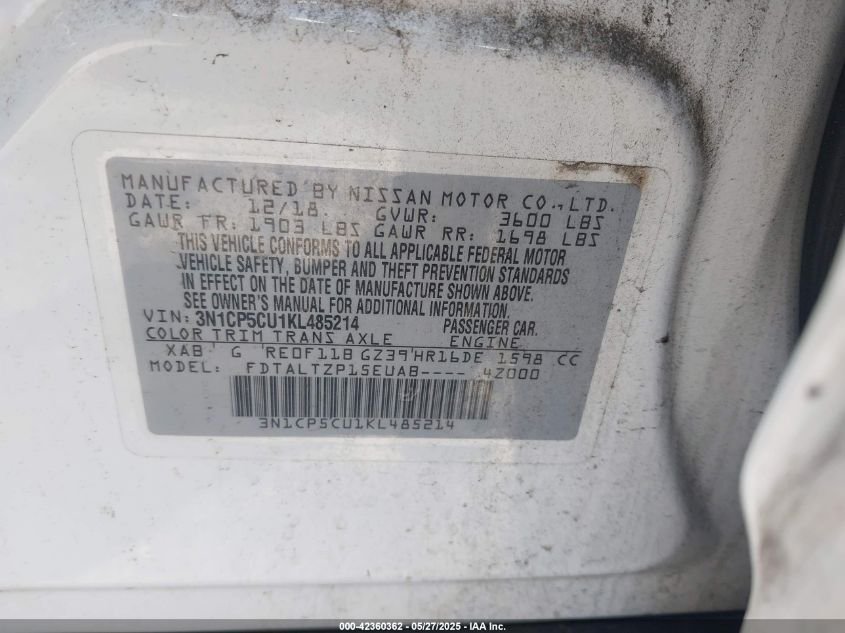 MANUFACTURED BY NISSAN MOTOR CO.,LTD.
DATE: 12/18 GVWR: 3600 LBS
GAWR FR: 1903 LBS GAWR RR: 1698 LBS
THIS VEHICLE CONFORMS TO ALL APPLICABLE FEDERAL MOTOR
VEHICLE SAFETY, BUMPER AND THEFT PREVENTION STANDARDS
IN EFFECT ON THE DATE OF MANUFACTURE SHOWN ABOVE.
SEE OWNER'S MANUAL FOR ADDITIONAL INFORMATION.
VIN: 3N1CP5CU1KL485214 PASSENGER CAR.
COLOR TRIM TRANS AXLE ENGINE
XAB G RE0F11B GZ39 HR16DE 1598 CC
MODEL: FDTALTZP15EUAB---- 4Z000
3N1CP5CU1KL485214
000-42360362 - 05/27/2025 - IAA Inc.